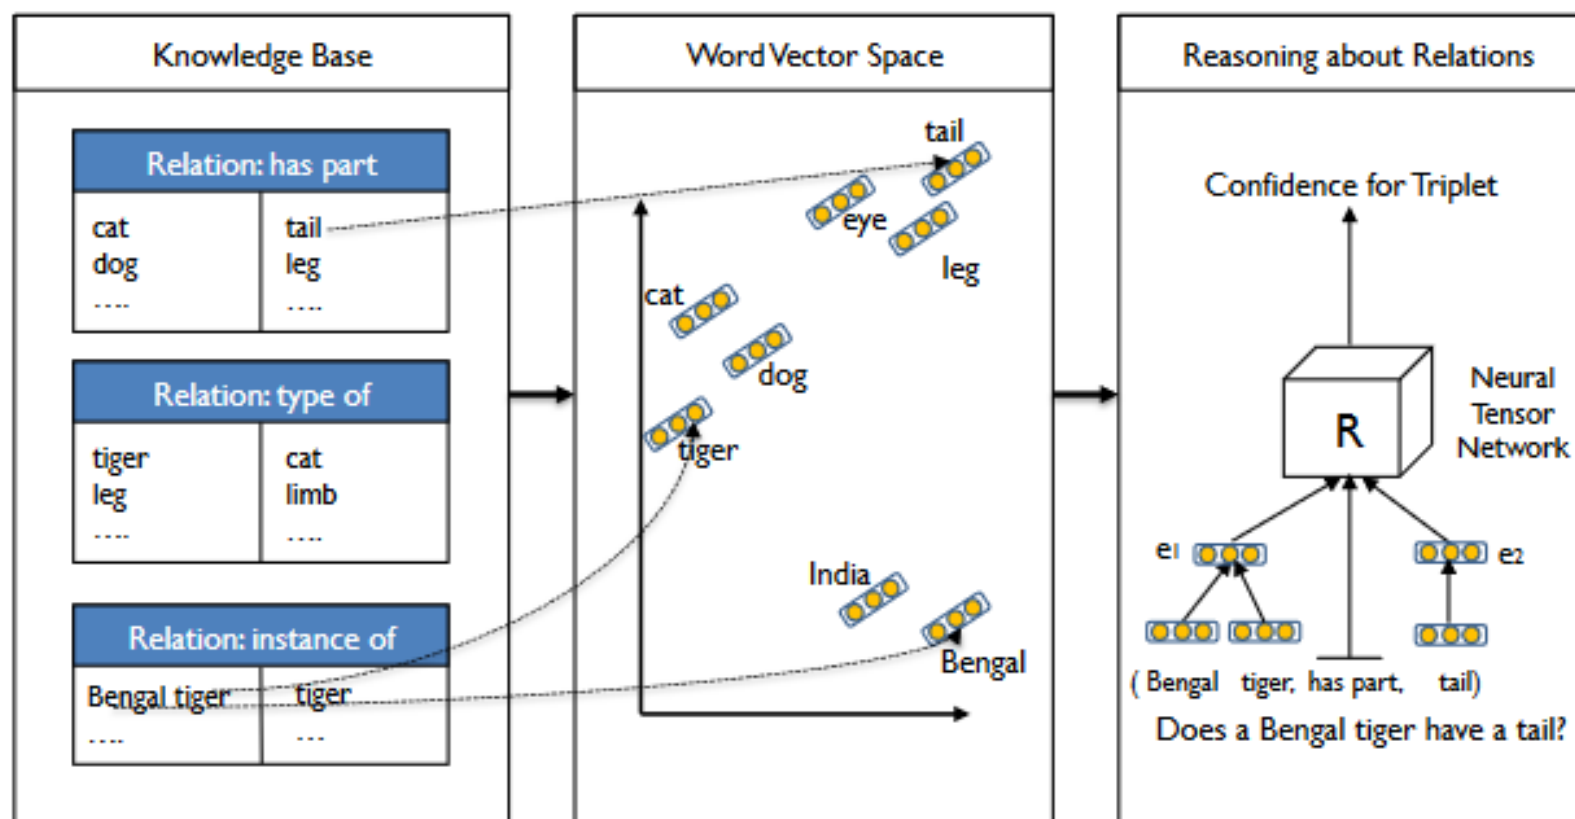 Knowledge Base
Relation: has part
cat tail
dog leg
.... ....
Relation: type of
tiger cat
leg limb
.... ....
Relation: instance of
Bengal tiger tiger
.... ...
Word Vector Space
tail
eye
leg
cat
dog
tiger
India
Bengal
Reasoning about Relations
Confidence for Triplet
R
Neural
Tensor
Network
e1 e2
( Bengal tiger, has part, tail)
Does a Bengal tiger have a tail?